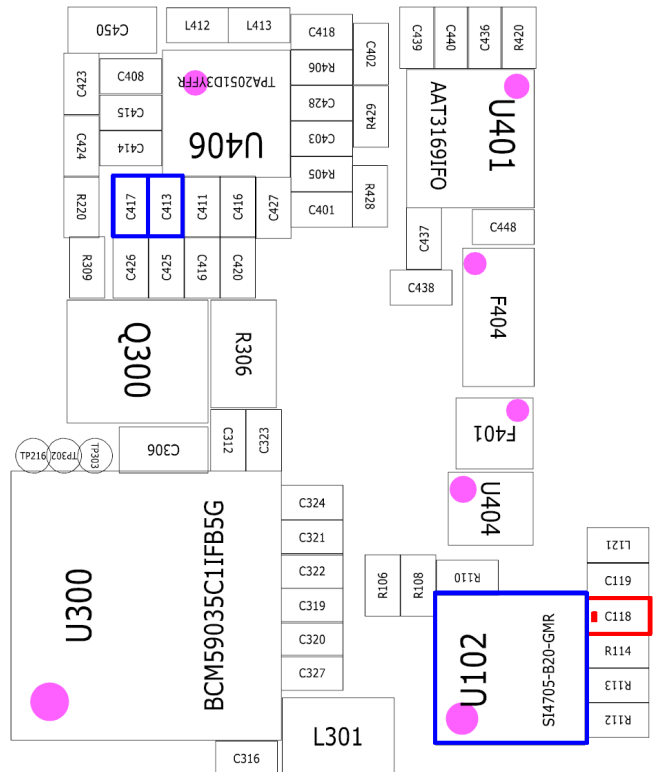 C450
L412
L413
C418
C402
C439
C440
C436
R420
C423
C408
TPA2051D3YFFR
R406
AAT3169IFO
U401
C415
C428
R429
C424
C414
U406
C403
R405
R220
C417
C413
C411
C416
C427
C401
R428
C437
C448
R309
C426
C425
C419
C420
C438
F404
Q300
R306
F401
C306
C312
C323
TP216
TP302
TP303
U404
U300
BCM59035C1IFB5G
C324
C321
L121
C322
R106
R108
R110
C119
C319
U102
SI4705-B20-GMR
C118
C320
R114
C327
R113
L301
R112
C316